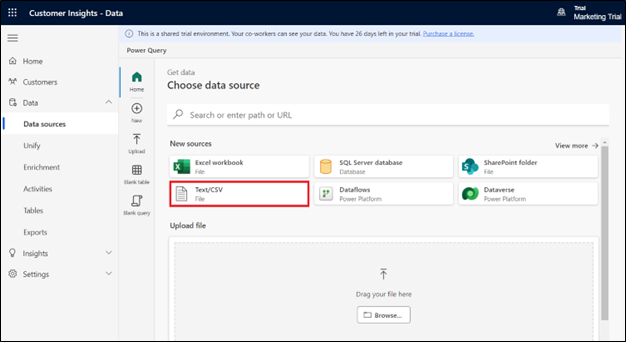 Customer Insights - Data
Trial
Marketing Trial
This is a shared trial environment. Your co-workers can see your data. You have 26 days left in your trial. Purchase a license.
Power Query
Home
Customers
Data
Data sources
Unify
Enrichment
Activities
Tables
Exports
Insights
Settings
Home
New
Upload
Blank table
Blank query
Get data
Choose data source
Search or enter path or URL
New sources
View more
Excel workbook
File
SQL Server database
Database
SharePoint folder
File
Text/CSV
File
Dataflows
Power Platform
Dataverse
Power Platform
Upload file
Drag your file here
Browse...